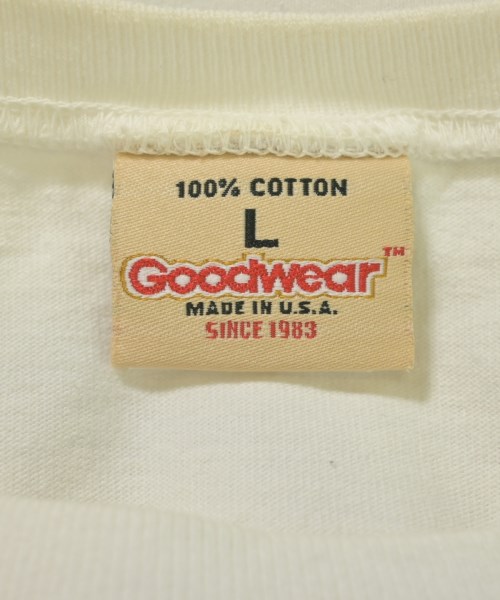 100% COTTON
L
Goodwear™
MADE IN U.S.A.
SINCE 1983